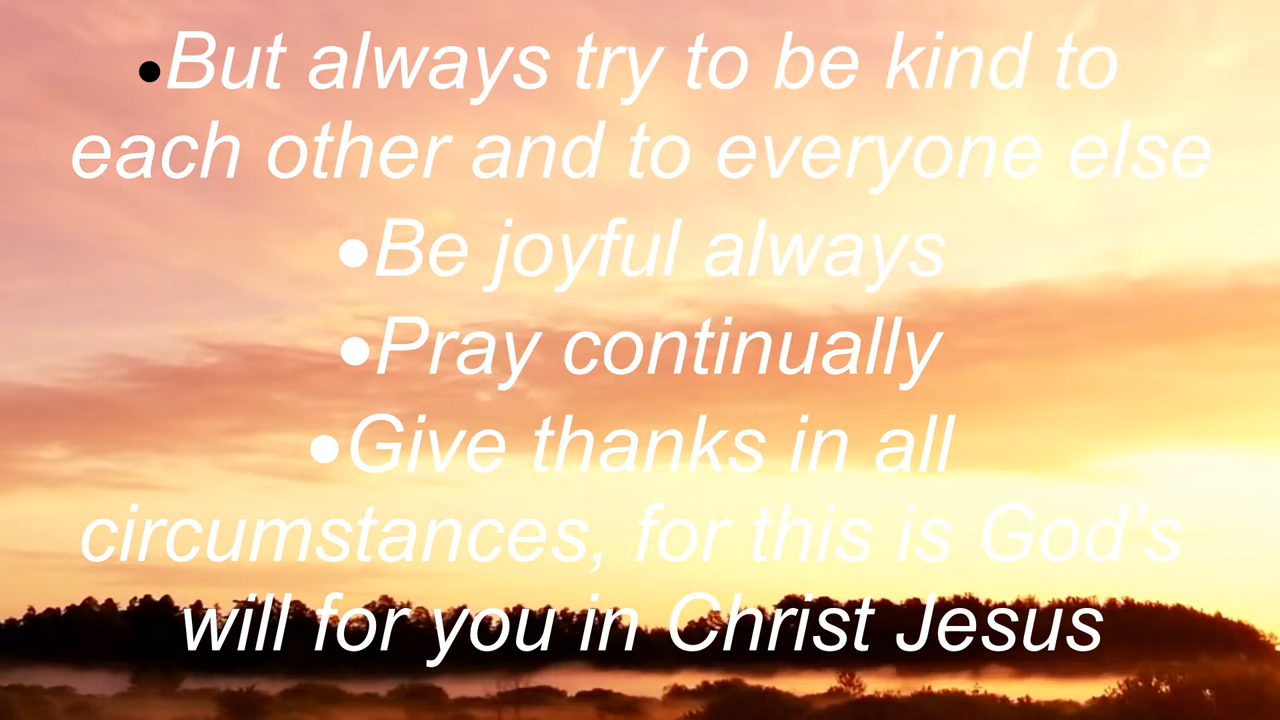 •But always try to be kind to
each other and to everyone else
•Be joyful always
•Pray continually
•Give thanks in all
circumstances, for this is God’s
will for you in Christ Jesus